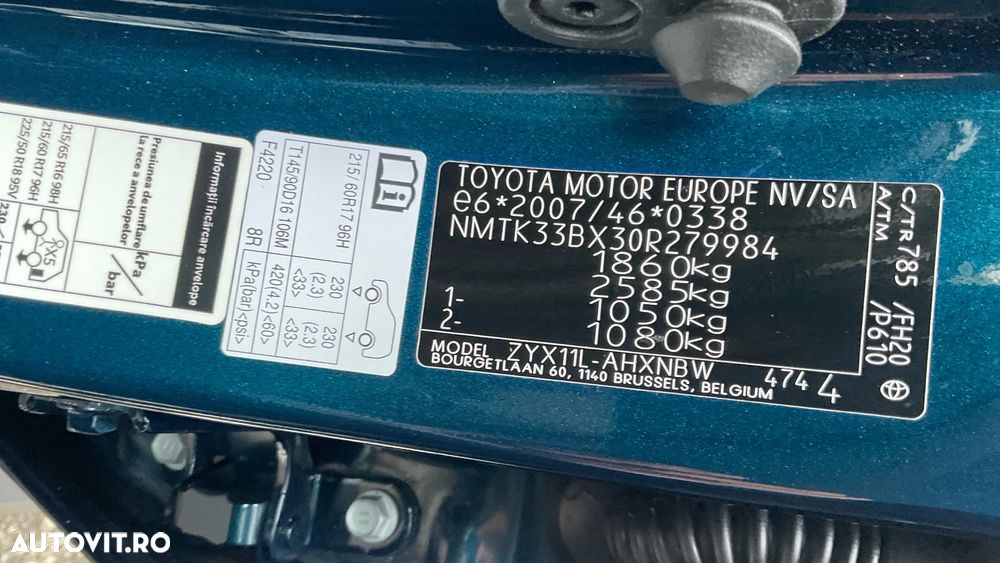 Informații încărcare anvelope
Presiunea de umflare
la rece a anvelopelor
kPa
/
bar
215/65 R16 98H
215/60 R17 96H
225/50 R18 95V
X5
215/60R17 96H
230
(2.3)
<33>
230
(2.3)
<33>
T145/90D16 106M
420(4.2)<60>
F4220
8R
kPa(bar)<psi>
TOYOTA MOTOR EUROPE NV/SA
e6*2007/46*0338
NMTK33BX30R279984
1860kg
2585kg
1- 1050kg
2- 1080kg
MODEL ZYX11L-AHXNBW
BOURGETLAAN 60, 1140 BRUSSELS, BELGIUM
474 4
C/TR 785 /FH20
A/TM /P610
AUTOVIT.RO